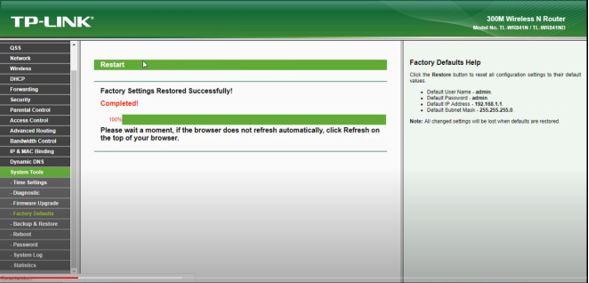 TP-LINK
300M Wireless N Router
Model No. TL-WR841N / TL-WR841ND
QSS
Network
Wireless
DHCP
Forwarding
Security
Parental Control
Access Control
Advanced Routing
Bandwidth Control
IP & MAC Binding
Dynamic DNS
System Tools
- Time Settings
- Diagnostic
- Firmware Upgrade
- Factory Defaults
- Backup & Restore
- Reboot
- Password
- System Log
- Statistics
Restart
Factory Settings Restored Successfully!
Completed!
100%
Please wait a moment, if the browser does not refresh automatically, click Refresh on
the top of your browser.
Factory Defaults Help
Click the Restore button to reset all configuration settings to their default
values.
• Default User Name - admin.
• Default Password - admin.
• Default IP Address - 192.168.1.1.
• Default Subnet Mask - 255.255.255.0.
Note: All changed settings will be lost when defaults are restored.